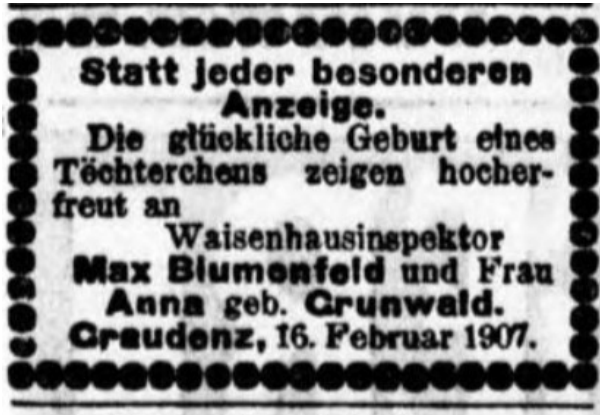 Statt jeder besonderen
Anzeige.
Die glückliche Geburt eines
Töchterchens zeigen hocher-
freut an
Waisenhausinspektor
Max Blumenfeld und Frau
Anna geb. Grunwald.
Graudenz, 16. Februar 1907.